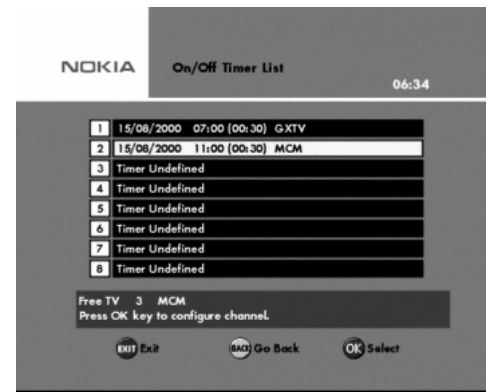 NOKIA On/Off Timer List
06:34
1 15/08/2000 07:00 (00:30) GXTV
2 15/08/2000 11:00 (00:30) MCM
3 Timer Undefined
4 Timer Undefined
5 Timer Undefined
6 Timer Undefined
7 Timer Undefined
8 Timer Undefined
Free TV 3 MCM
Press OK key to configure channel.
EXIT Exit BACK Go Back OK Select